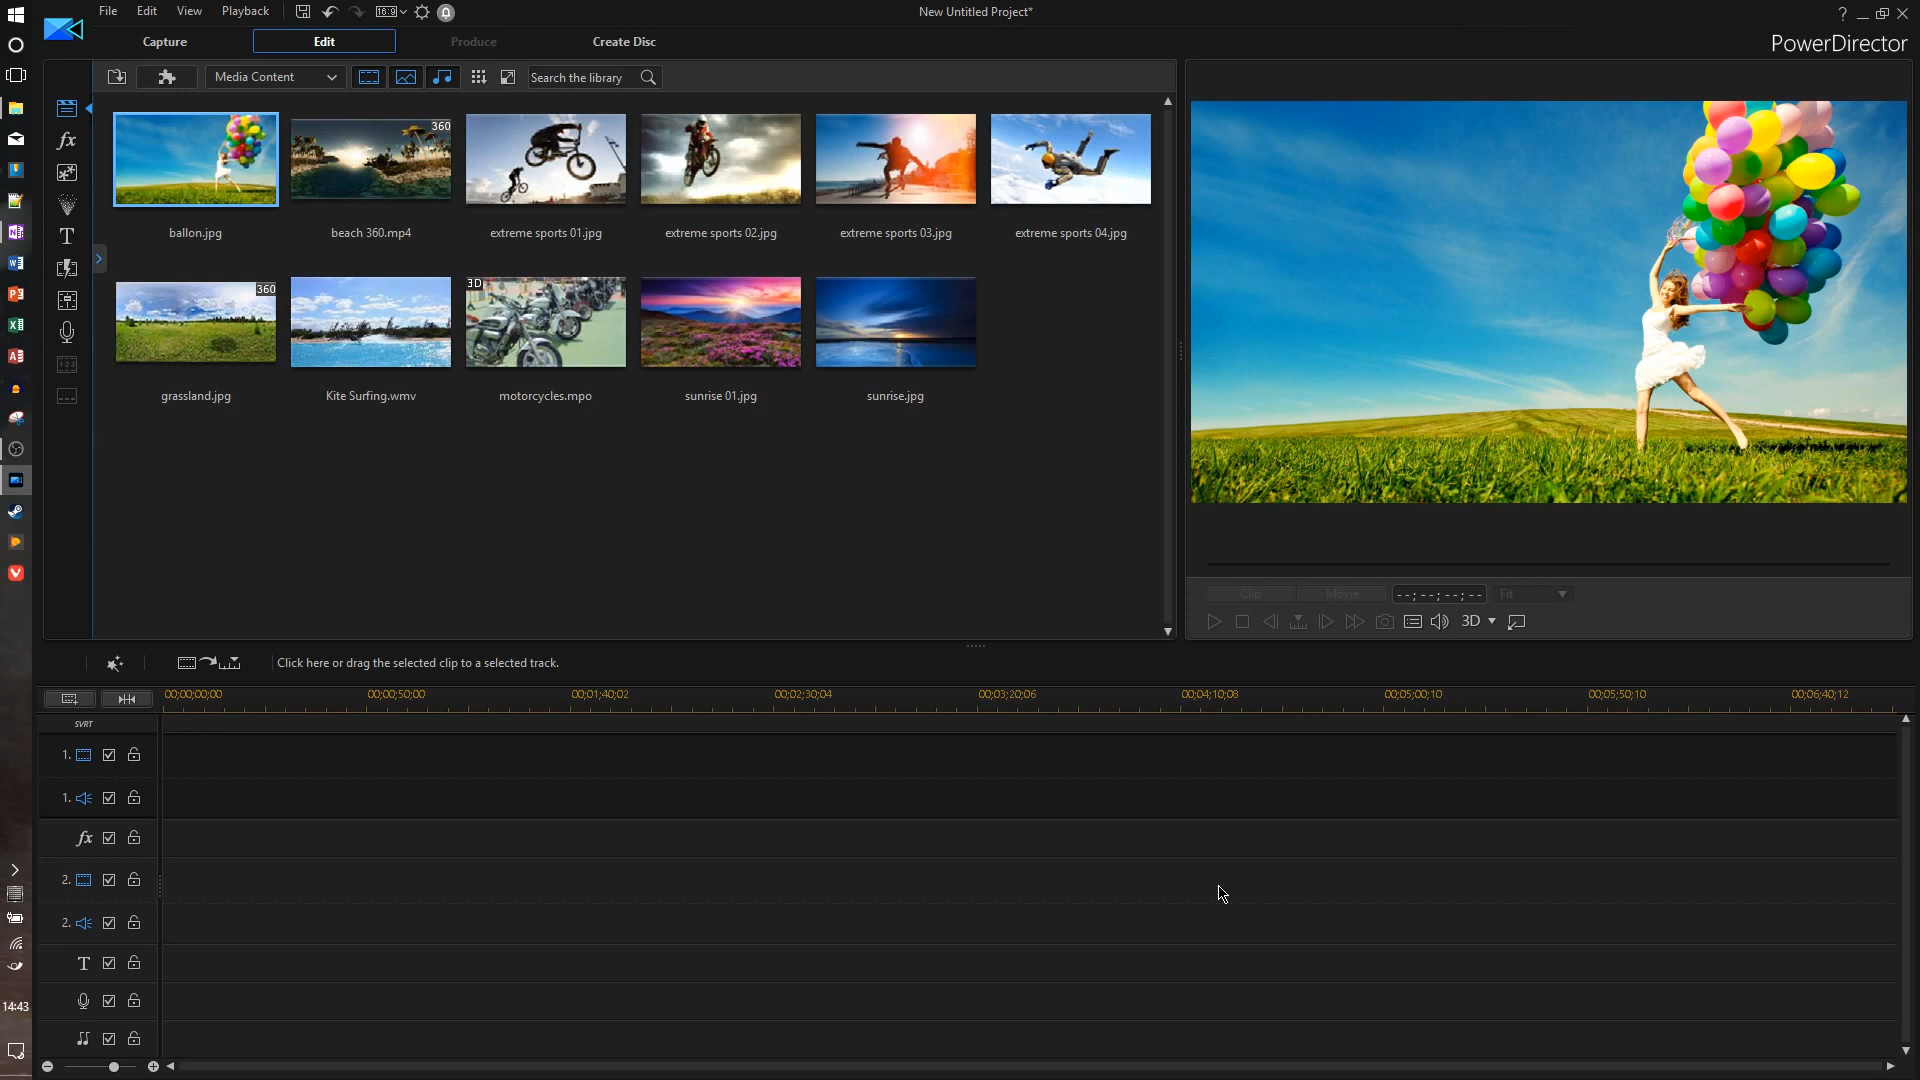 File Edit View Playback 16:9 New Untitled Project* ?
Capture Edit Produce Create Disc PowerDirector
Media Content Search the library
360
ballon.jpg beach 360.mp4 extreme sports 01.jpg extreme sports 02.jpg extreme sports 03.jpg extreme sports 04.jpg
fx
T
360 3D
grassland.jpg Kite Surfing.wmv motorcycles.mpo sunrise 01.jpg sunrise.jpg
Clip Movie --;--;--;-- Fit
3D
Click here or drag the selected clip to a selected track.
00;00;00;00 00;00;50;00 00;01;40;02 00;02;30;04 00;03;20;06 00;04;10;08 00;05;00;10 00;05;50;10 00;06;40;12
SVRT
1.
1.
fx
2.
2.
T
14:43